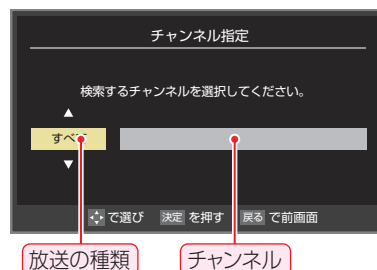 チャンネル指定
検索するチャンネルを選択してください。
▲
すべて
▼
で選び 決定 を押す 戻る で前画面
放送の種類 チャンネル